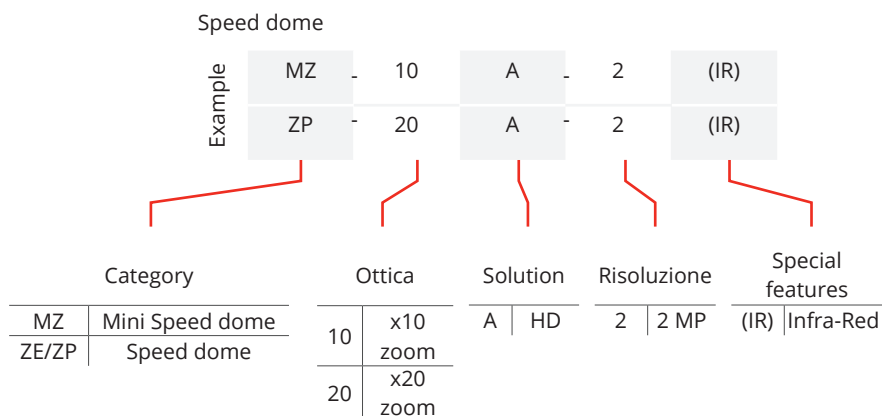 Speed dome
Example
MZ - 10 A - 2 (IR)
ZP - 20 A - 2 (IR)
Category
MZ Mini Speed dome
ZE/ZP Speed dome
Ottica
10 x10
zoom
20 x20
zoom
Solution
A HD
Risoluzione
2 2 MP
Special
features
(IR) Infra-Red